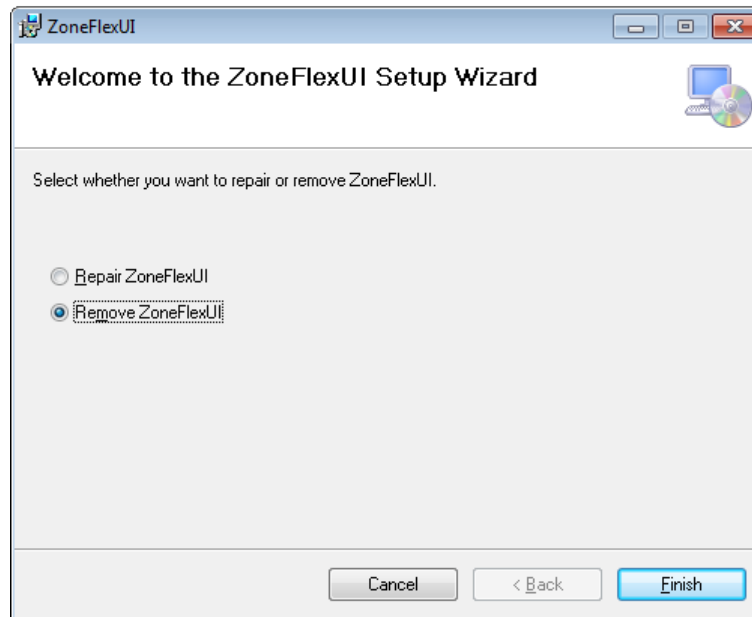 ZoneFlexUI
Welcome to the ZoneFlexUI Setup Wizard
Select whether you want to repair or remove ZoneFlexUI.
Repair ZoneFlexUI
Remove ZoneFlexUI
Cancel
< Back
Finish